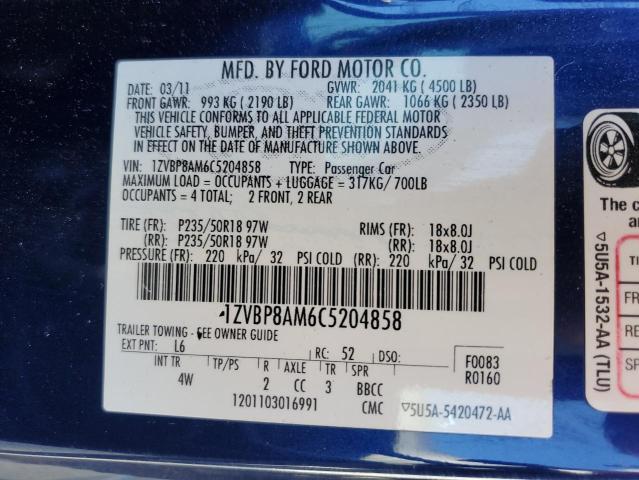 MFD. BY FORD MOTOR CO.
DATE: 03/11 GVWR: 2041 KG ( 4500 LB)
FRONT GAWR: 993 KG ( 2190 LB) REAR GAWR: 1066 KG ( 2350 LB)
THIS VEHICLE CONFORMS TO ALL APPLICABLE FEDERAL MOTOR
VEHICLE SAFETY, BUMPER, AND THEFT PREVENTION STANDARDS
IN EFFECT ON THE DATE OF MANUFACTURE SHOWN ABOVE.
VIN: 1ZVBP8AM6C5204858 TYPE: Passenger Car
MAXIMUM LOAD = OCCUPANTS + LUGGAGE = 317KG/ 700LB
OCCUPANTS = 4 TOTAL; 2 FRONT, 2 REAR
TIRE (FR): P235/50R18 97W RIMS (FR): 18x8.0J
(RR): P235/50R18 97W (RR): 18x8.0J
PRESSURE (FF): 220 kPa/ 32 PSI COLD (RR): 220 kPa/ 32 PSI COLD
1ZVBP8AM6C5204858
TRAILER TOWING - SEE OWNER GUIDE
EXT PNT: L6 RC: 52 DSO: F0083
INT TR TP/PS R AXLE TR SPR R0160
4W 2 CC 3 BBCC
1201103016991 CMC ▽5U5A-5420472-AA
The c
a
TI
FR
RE
SP
▽5U5A-1532-AA (TLU)